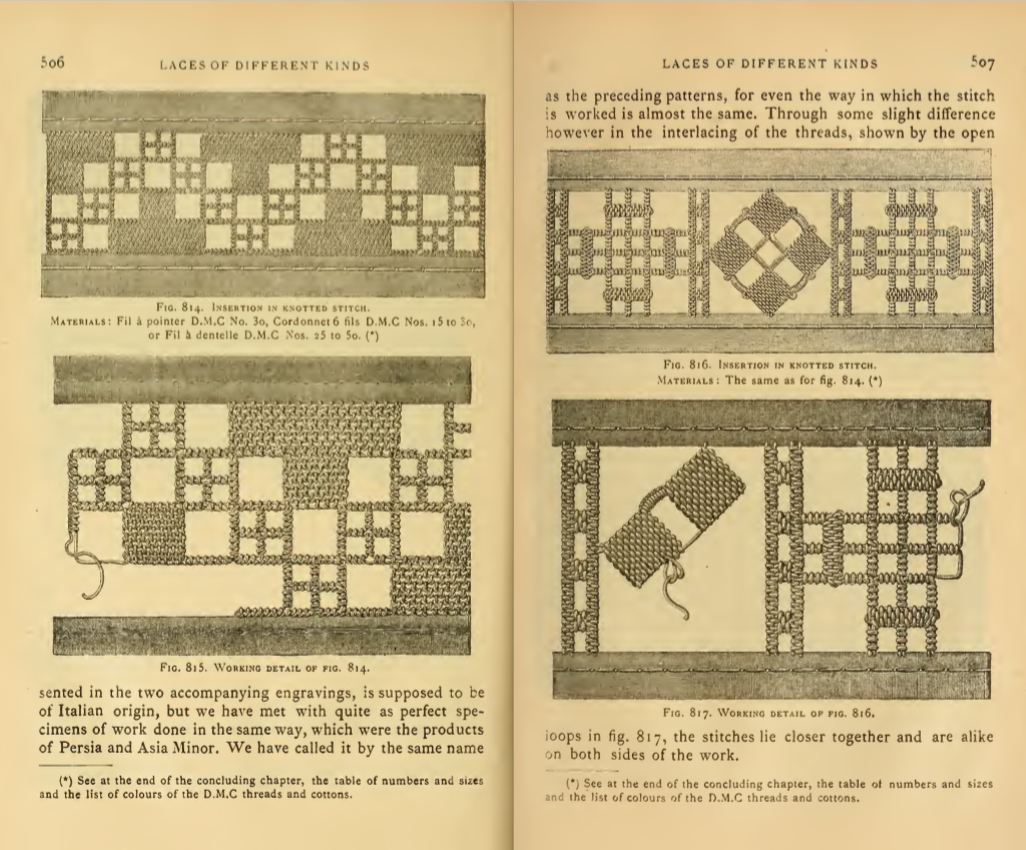 506
LACES OF DIFFERENT KINDS
FIG. 814. INSERTION IN KNOTTED STITCH.
MATERIALS: Fil à pointer D.M.C No. 30, Cordonnet 6 fils D.M.C Nos. 15 to 30,
or Fil à dentelle D.M.C Nos. 25 to 50. (*)
FIG. 815. WORKING DETAIL OF FIG. 814.
sented in the two accompanying engravings, is supposed to be
of Italian origin, but we have met with quite as perfect spe-
cimens of work done in the same way, which were the products
of Persia and Asia Minor. We have called it by the same name
(*) See at the end of the concluding chapter, the table of numbers and sizes
and the list of colours of the D.M.C threads and cottons.
LACES OF DIFFERENT KINDS
507
as the preceding patterns, for even the way in which the stitch
is worked is almost the same. Through some slight difference
however in the interlacing of the threads, shown by the open
FIG. 816. INSERTION IN KNOTTED STITCH.
MATERIALS: The same as for fig. 814. (*)
FIG. 817. WORKING DETAIL OF FIG. 816.
loops in fig. 817, the stitches lie closer together and are alike
on both sides of the work.
(*) See at the end of the concluding chapter, the table of numbers and sizes
and the list of colours of the D.M.C threads and cottons.